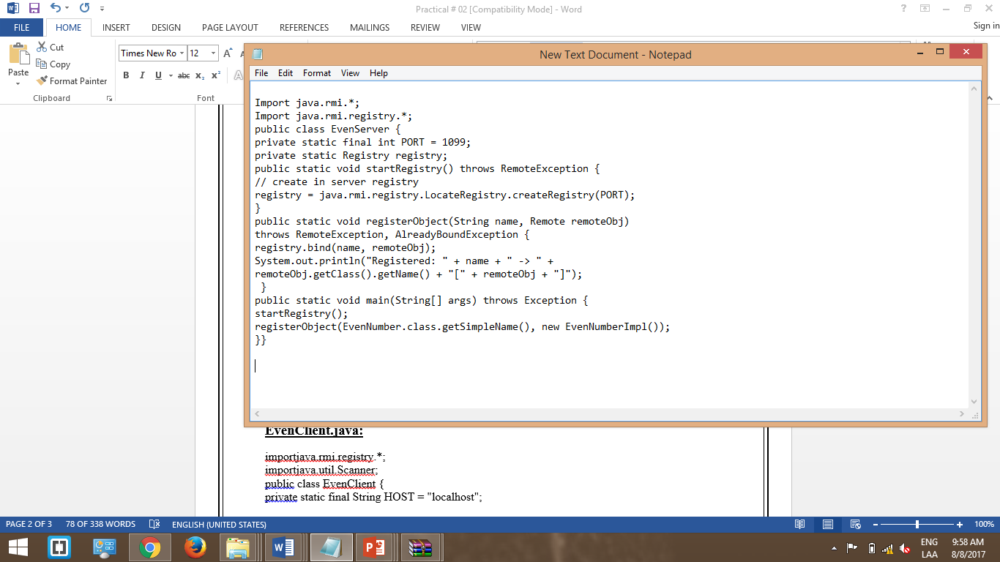 Practical # 02 [Compatibility Mode] - Word
FILE HOME INSERT DESIGN PAGE LAYOUT REFERENCES MAILINGS REVIEW VIEW Sign in
Paste
Cut
Copy
Format Painter
Clipboard
Times New Ro 12
B I U abc X₂ X²
Font
New Text Document - Notepad
File Edit Format View Help
Import java.rmi.*;
Import java.rmi.registry.*;
public class EvenServer {
private static final int PORT = 1099;
private static Registry registry;
public static void startRegistry() throws RemoteException {
// create in server registry
registry = java.rmi.registry.LocateRegistry.createRegistry(PORT);
}
public static void registerObject(String name, Remote remoteObj)
throws RemoteException, AlreadyBoundException {
registry.bind(name, remoteObj);
System.out.println("Registered: " + name + " -> " +
remoteObj.getClass().getName() + "[" + remoteObj + "]");
}
public static void main(String[] args) throws Exception {
startRegistry();
registerObject(EvenNumber.class.getSimpleName(), new EvenNumberImpl());
}}
EvenClient.java:
importjava.rmi.registry.*;
importjava.util.Scanner;
public class EvenClient {
private static final String HOST = "localhost";
PAGE 2 OF 3 78 OF 338 WORDS ENGLISH (UNITED STATES) 100%
ENG 9:58 AM
LAA 8/8/2017